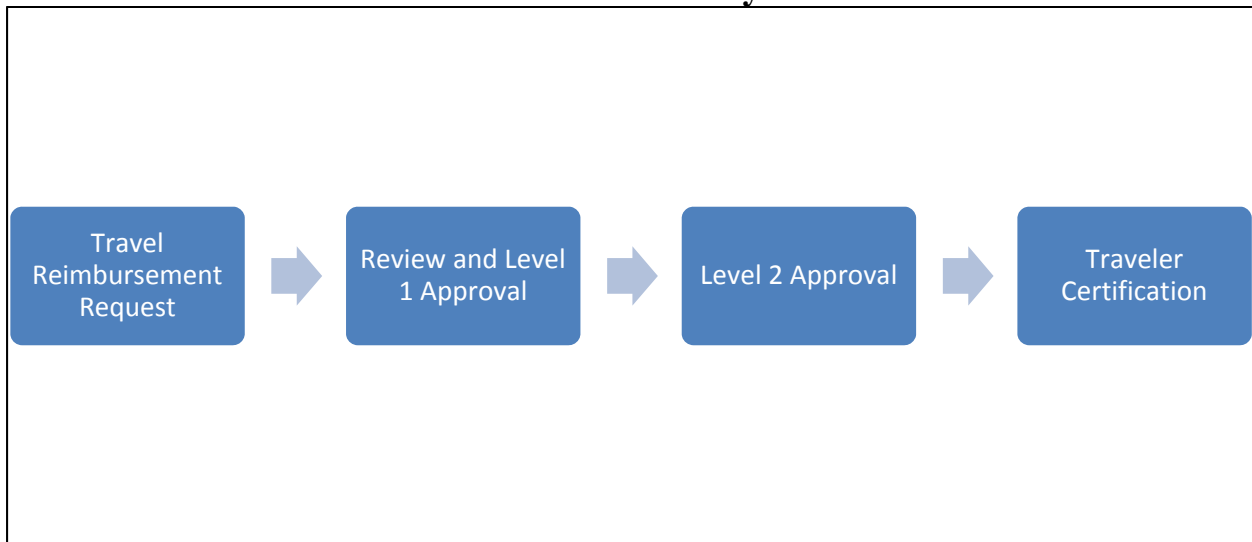 Travel
Reimbursement
Request
Review and Level
1 Approval
Level 2 Approval
Traveler
Certification